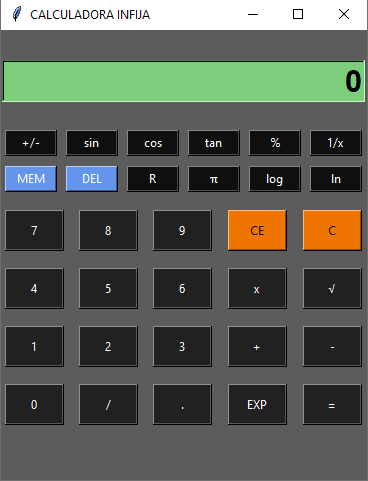 CALCULADORA INFIJA
0
+/- sin cos tan % 1/x
MEM DEL R π log ln
7 8 9 CE C
4 5 6 x √
1 2 3 + -
0 / . EXP =